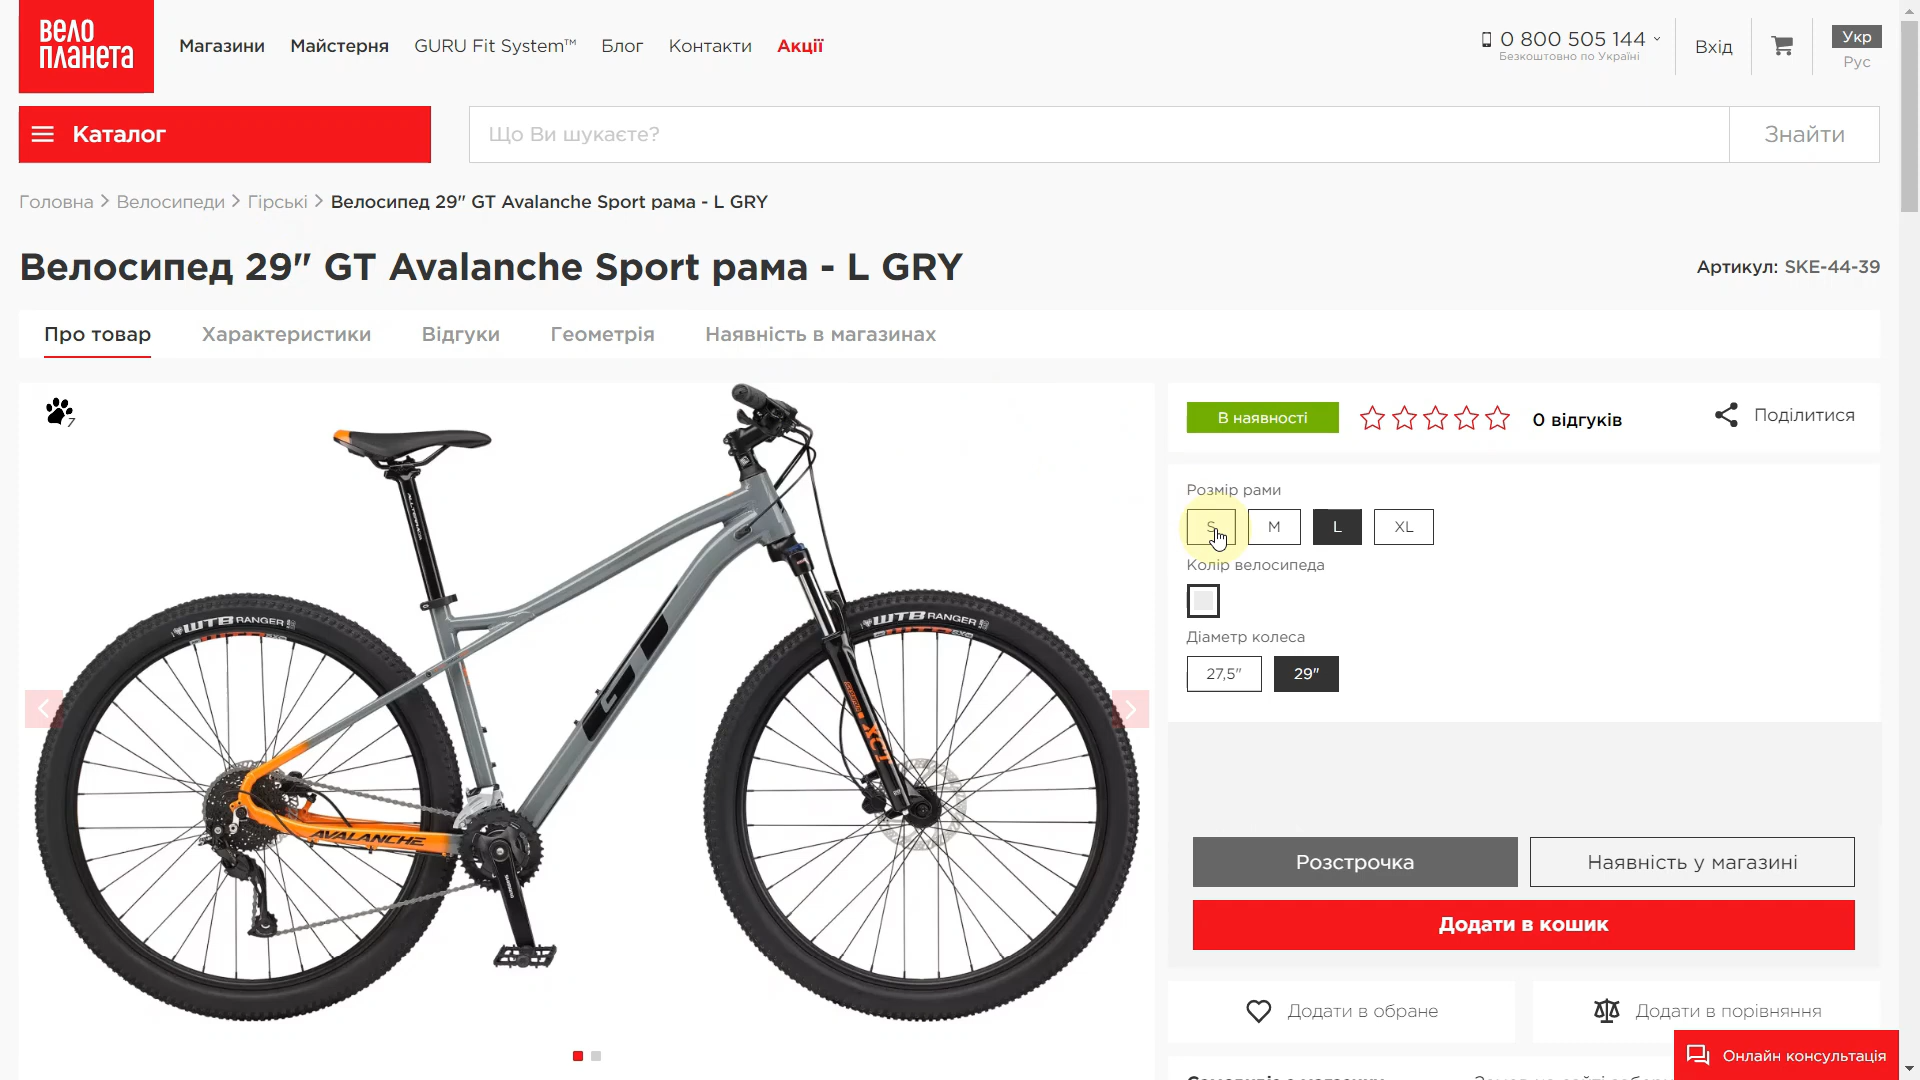 ВЕЛО
ПЛАНЕТА
Магазини
Майстерня
GURU Fit System™
Блог
Контакти
Акції
0 800 505 144
Безкоштовно по Україні
Вхід
Укр
Рус
Каталог
Що Ви шукаєте?
Знайти
Головна > Велосипеди > Гірські > Велосипед 29" GT Avalanche Sport рама - L GRY
Велосипед 29" GT Avalanche Sport рама - L GRY
Артикул: SKE-44-39
Про товар
Характеристики
Відгуки
Геометрія
Наявність в магазинах
7
В наявності
0 відгуків
Поділитися
Розмір рами
S
M
L
XL
Колір велосипеда
Діаметр колеса
27,5"
29"
WTB RANGER
WTB RANGER
GT
XCT
AVALANCHE
Розстрочка
Наявність у магазині
Додати в кошик
Додати в обране
Додати в порівняння
Онлайн консультація